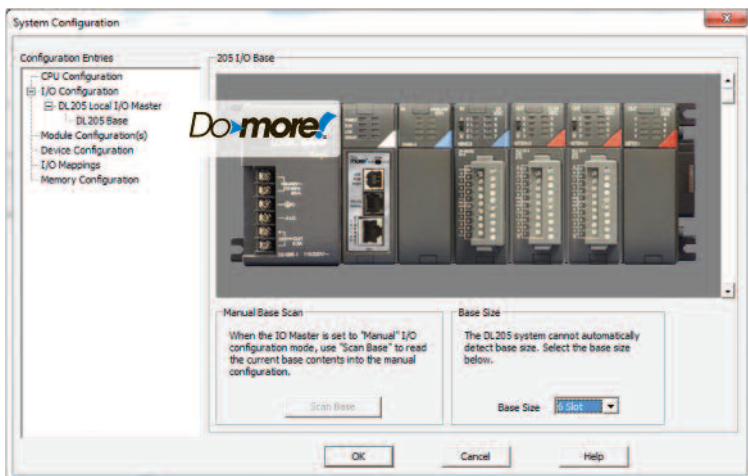 System Configuration
Configuration Entries
CPU Configuration
I/O Configuration
DL205 Local I/O Master
DL205 Base
Module Configuration(s)
Device Configuration
I/O Mappings
Memory Configuration
205 I/O Base
Do-more!
Manual Base Scan
When the IO Master is set to "Manual" I/O
configuration mode, use "Scan Base" to read
the current base contents into the manual
configuration.
Scan Base
Base Size
The DL205 system cannot automatically
detect base size. Select the base size
below.
Base Size 6 Slot
OK Cancel Help